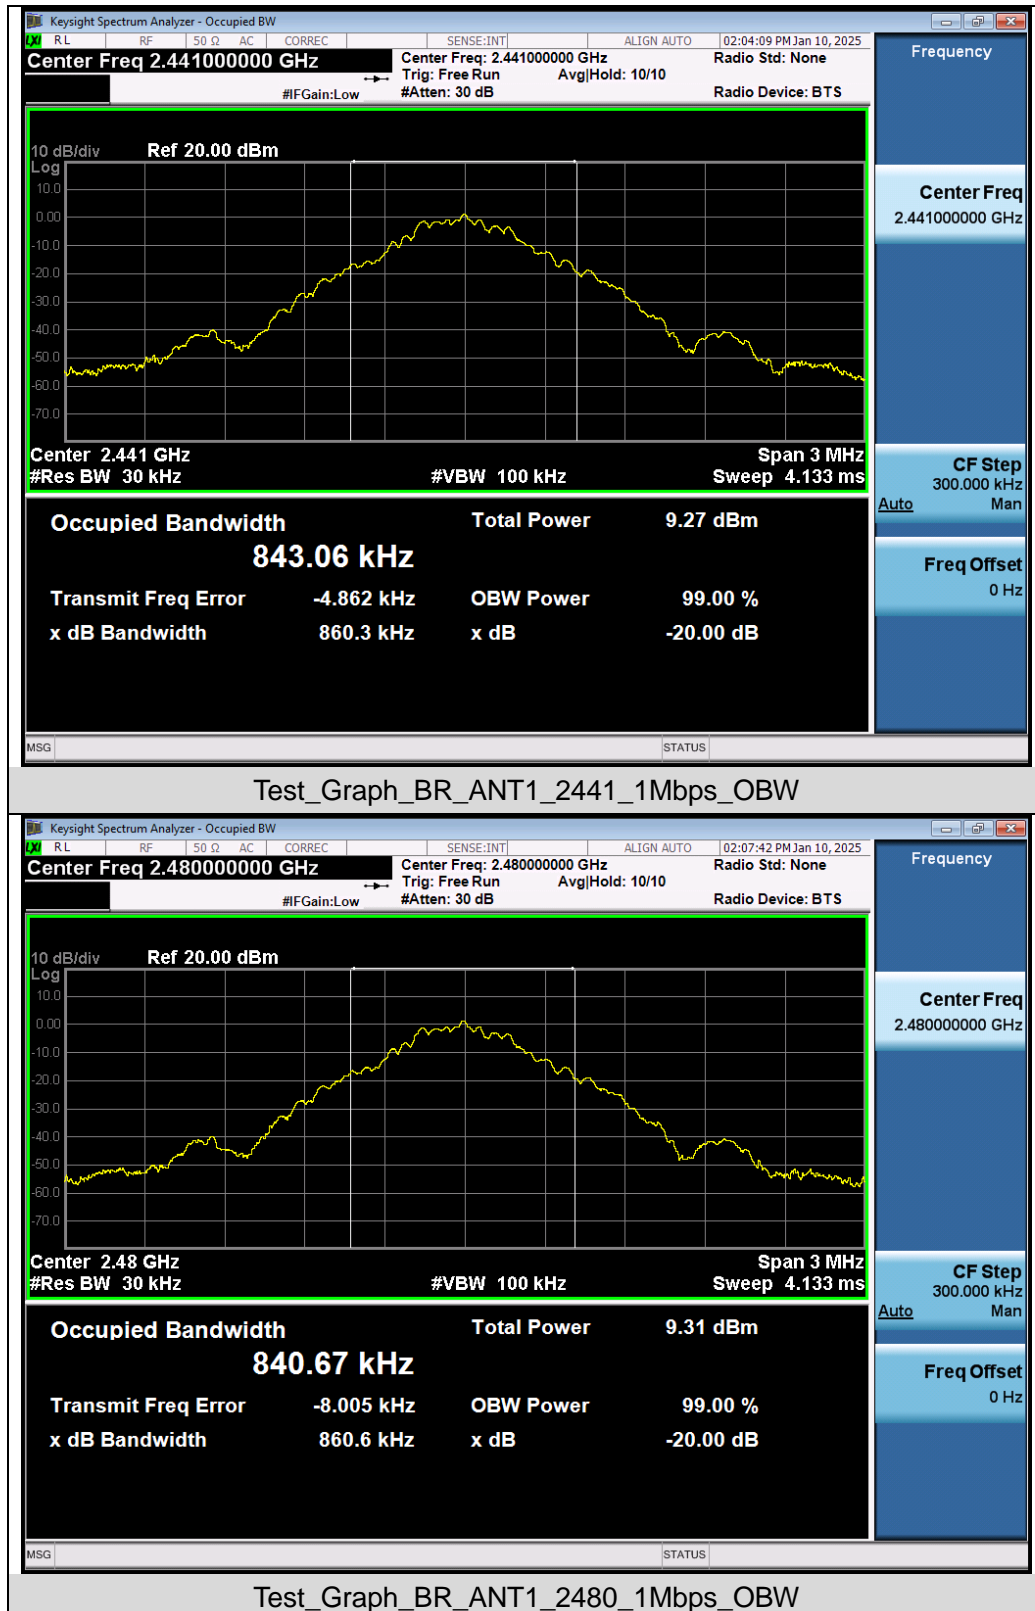 Keysight Spectrum Analyzer - Occupied BW
LXI RL RF 50 Ω AC CORREC SENSE:INT ALIGN AUTO 02:04:09 PM Jan 10, 2025
Center Freq 2.441000000 GHz
Center Freq: 2.441000000 GHz
Radio Std: None
Trig: Free Run Avg|Hold: 10/10
#IFGain:Low
#Atten: 30 dB
Radio Device: BTS
Frequency
10 dB/div Ref 20.00 dBm
Log
10.0
0.00
-10.0
-20.0
-30.0
-40.0
-50.0
-60.0
-70.0
Center 2.441 GHz Span 3 MHz
#Res BW 30 kHz #VBW 100 kHz Sweep 4.133 ms
Center Freq
2.441000000 GHz
CF Step
300.000 kHz
Auto Man
Freq Offset
0 Hz
Occupied Bandwidth Total Power 9.27 dBm
843.06 kHz
Transmit Freq Error -4.862 kHz OBW Power 99.00 %
x dB Bandwidth 860.3 kHz x dB -20.00 dB
MSG STATUS
Test_Graph_BR_ANT1_2441_1Mbps_OBW
Keysight Spectrum Analyzer - Occupied BW
LXI RL RF 50 Ω AC CORREC SENSE:INT ALIGN AUTO 02:07:42 PM Jan 10, 2025
Center Freq 2.480000000 GHz
Center Freq: 2.480000000 GHz
Radio Std: None
Trig: Free Run Avg|Hold: 10/10
#IFGain:Low
#Atten: 30 dB
Radio Device: BTS
Frequency
10 dB/div Ref 20.00 dBm
Log
10.0
0.00
-10.0
-20.0
-30.0
-40.0
-50.0
-60.0
-70.0
Center 2.48 GHz Span 3 MHz
#Res BW 30 kHz #VBW 100 kHz Sweep 4.133 ms
Center Freq
2.480000000 GHz
CF Step
300.000 kHz
Auto Man
Freq Offset
0 Hz
Occupied Bandwidth Total Power 9.31 dBm
840.67 kHz
Transmit Freq Error -8.005 kHz OBW Power 99.00 %
x dB Bandwidth 860.6 kHz x dB -20.00 dB
MSG STATUS
Test_Graph_BR_ANT1_2480_1Mbps_OBW